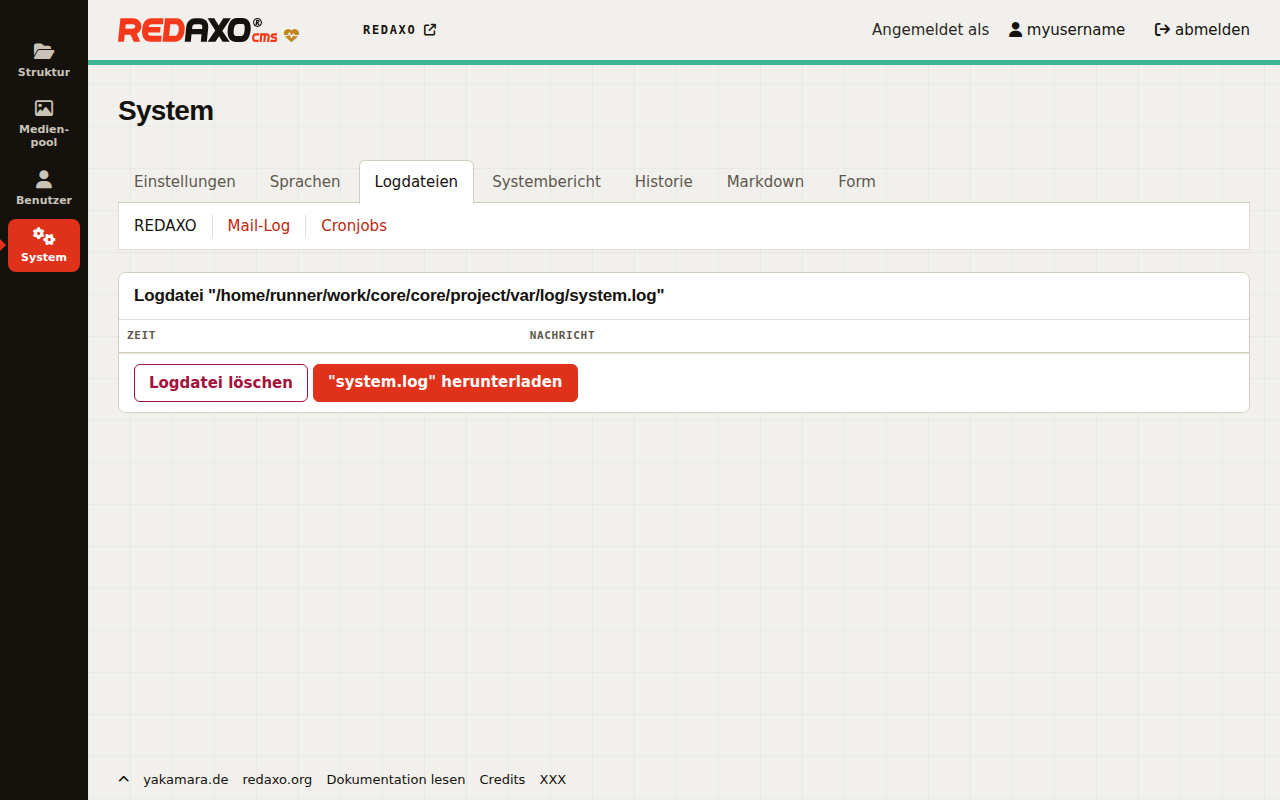 REDAXO® cms
REDAXO
Angemeldet als myusername abmelden
Struktur
Medien-
pool
Benutzer
System
System
Einstellungen Sprachen Logdateien Systembericht Historie Markdown Form
REDAXO Mail-Log Cronjobs
Logdatei "/home/runner/work/core/core/project/var/log/system.log"
ZEIT NACHRICHT
Logdatei löschen "system.log" herunterladen
yakamara.de redaxo.org Dokumentation lesen Credits XXX